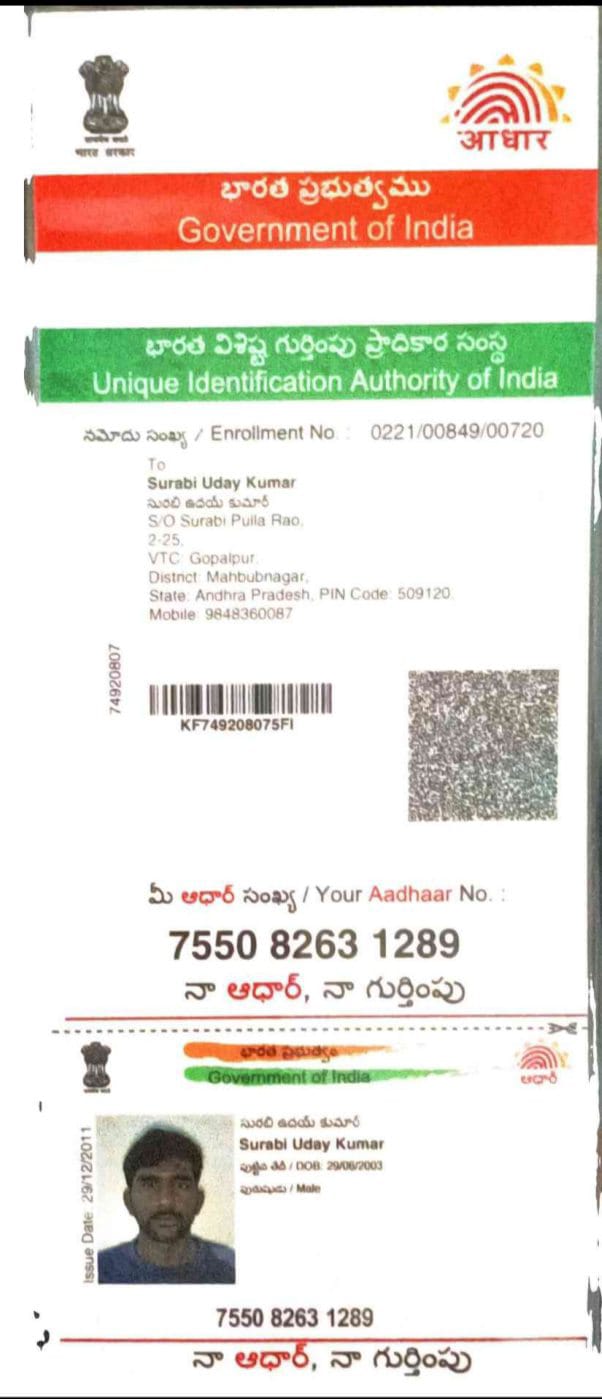 भारत सरकार
आधार
భారత ప్రభుత్వము
Government of India
భారత విశిష్ట గుర్తింపు ప్రాధికార సంస్థ
Unique Identification Authority of India
నమోదు సంఖ్య / Enrollment No. : 0221/00849/00720
To
Surabi Uday Kumar
సురబి ఉదయ్ కుమార్
S/O Surabi Pulla Rao,
2-25,
VTC: Gopalpur,
District: Mahbubnagar,
State: Andhra Pradesh, PIN Code: 509120,
Mobile: 9848360087
74920807
KF749208075FI
మీ ఆధార్ సంఖ్య / Your Aadhaar No. :
7550 8263 1289
నా ఆధార్, నా గుర్తింపు
భారత ప్రభుత్వం
Government of India
ఆధార్
Issue Date: 29/12/2011
సురబి ఉదయ్ కుమార్
Surabi Uday Kumar
పుట్టిన తేదీ / DOB: 29/06/2003
పురుషుడు / Male
7550 8263 1289
నా ఆధార్, నా గుర్తింపు